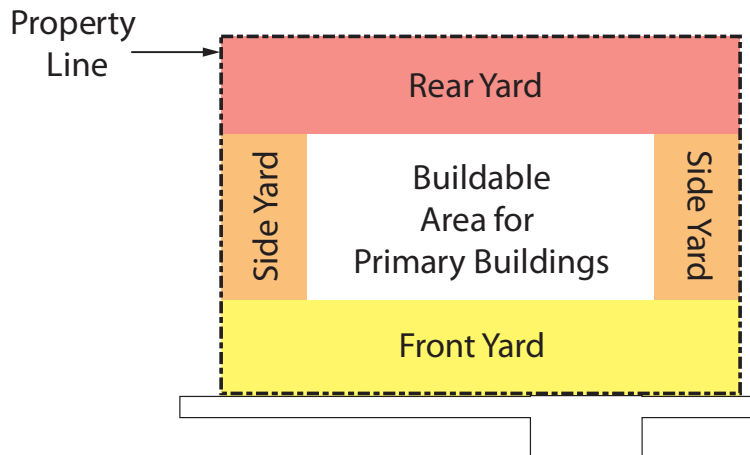 Property
Line
Rear Yard
Side Yard
Buildable
Area for
Primary Buildings
Side Yard
Front Yard